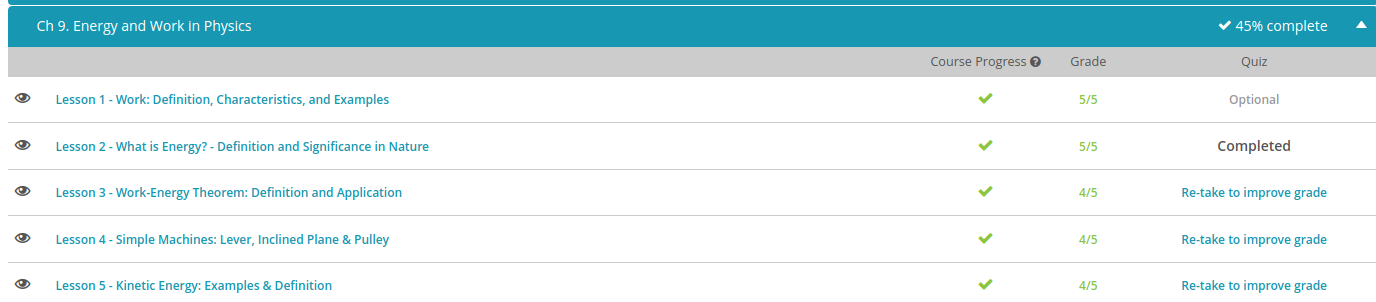 Ch 9. Energy and Work in Physics 45% complete
Course Progress Grade Quiz
Lesson 1 - Work: Definition, Characteristics, and Examples 5/5 Optional
Lesson 2 - What is Energy? - Definition and Significance in Nature 5/5 Completed
Lesson 3 - Work-Energy Theorem: Definition and Application 4/5 Re-take to improve grade
Lesson 4 - Simple Machines: Lever, Inclined Plane & Pulley 4/5 Re-take to improve grade
Lesson 5 - Kinetic Energy: Examples & Definition 4/5 Re-take to improve grade